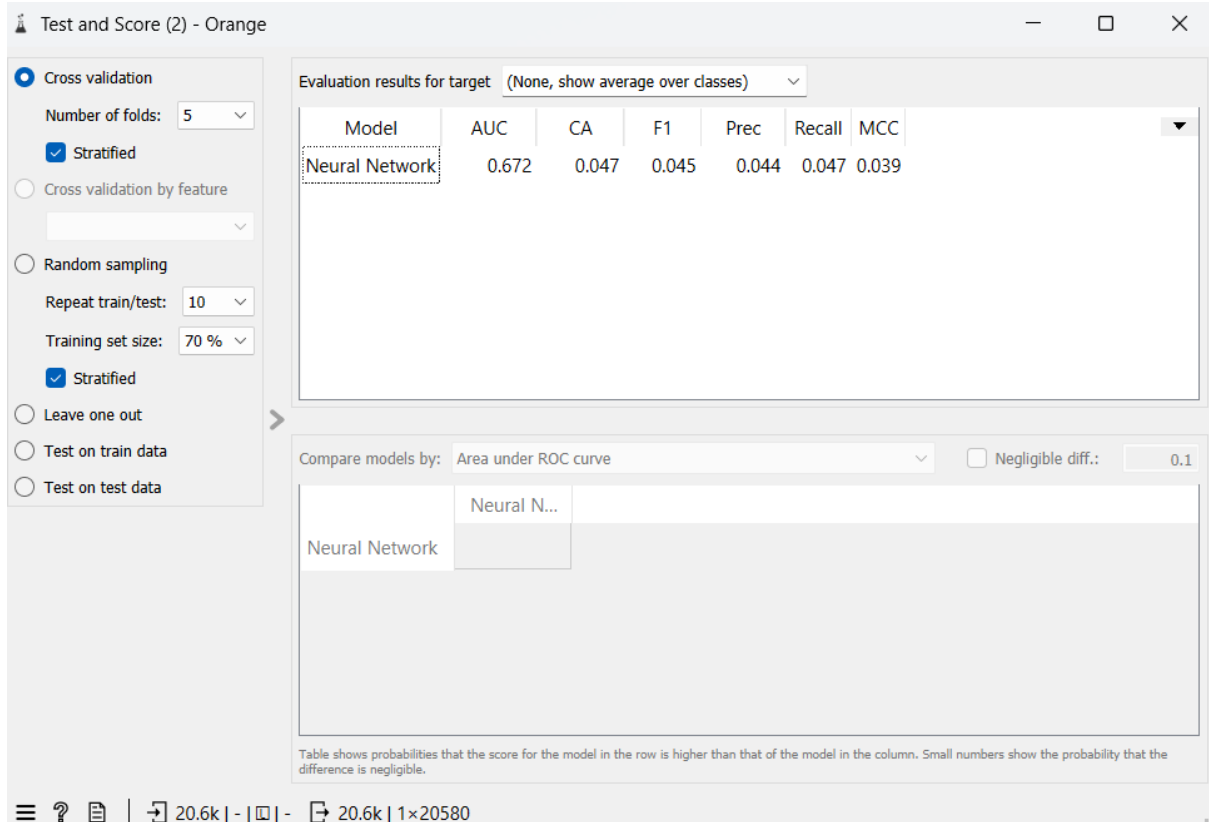 Test and Score (2) - Orange
Cross validation
Number of folds: 5
Stratified
Cross validation by feature
Random sampling
Repeat train/test: 10
Training set size: 70 %
Stratified
Leave one out
Test on train data
Test on test data
Evaluation results for target (None, show average over classes)
Model AUC CA F1 Prec Recall MCC
Neural Network 0.672 0.047 0.045 0.044 0.047 0.039
Compare models by: Area under ROC curve Negligible diff.: 0.1
Neural N...
Neural Network
Table shows probabilities that the score for the model in the row is higher than that of the model in the column. Small numbers show the probability that the
difference is negligible.
20.6k | - | L | - 20.6k | 1×20580